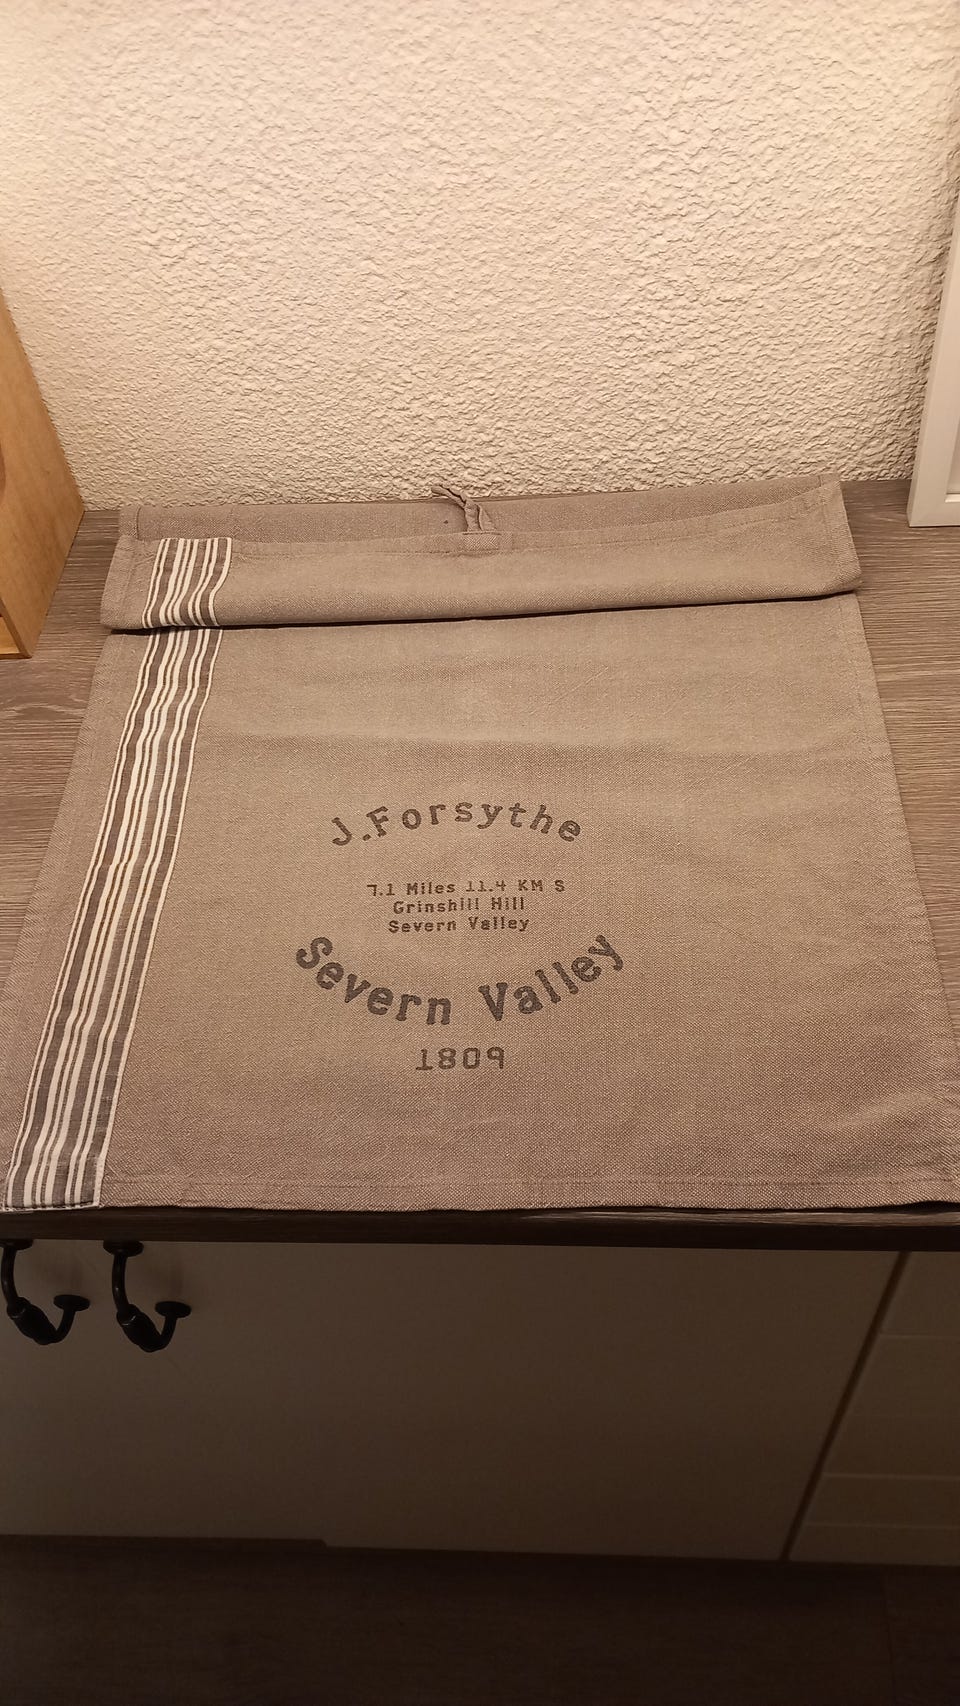 J.Forsythe
7.1 Miles 11.4 KM S
Grinshill Hill
Severn Valley
Severn Valley
1809